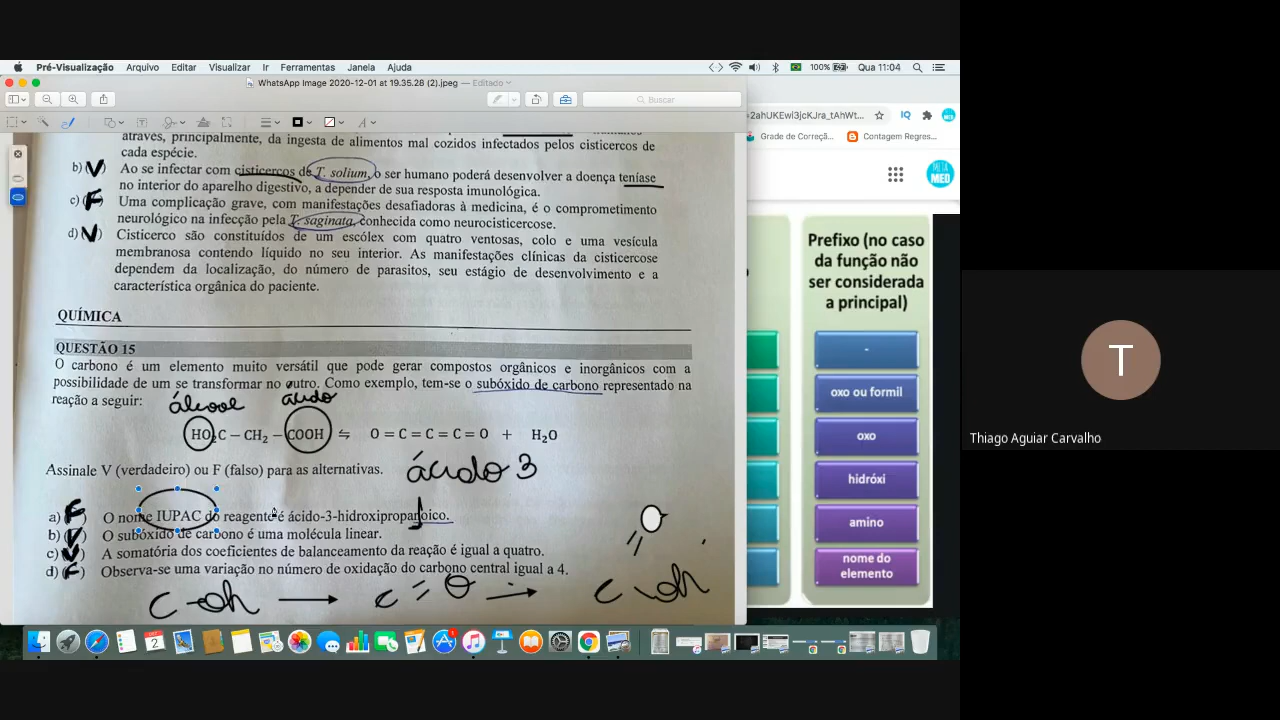 Pré-Visualização Arquivo Editar Visualizar Ir Ferramentas Janela Ajuda
100% Qua 11:04
WhatsApp Image 2020-12-01 at 19.35.28 (2).jpeg — Editado
Buscar
=2ahUKEwi3jcKJra_tAhWt...
Grade de Correçã...
Contagem Regres...
através, principalmente, da ingesta de alimentos mal cozidos infectados pelos cisticercos de
cada espécie.
b) (V) Ao se infectar com cisticercos de T. solium, o ser humano poderá desenvolver a doença teníase
no interior do aparelho digestivo, a depender de sua resposta imunológica.
c) (F) Uma complicação grave, com manifestações desafiadoras à medicina, é o comprometimento
neurológico na infecção pela T. saginata, conhecida como neurocisticercose.
d) (V) Cisticerco são constituídos de um escólex com quatro ventosas, colo e uma vesícula
membranosa contendo líquido no seu interior. As manifestações clínicas da cisticercose
dependem da localização, do número de parasitos, seu estágio de desenvolvimento e a
característica orgânica do paciente.
QUÍMICA
QUESTÃO 15
O carbono é um elemento muito versátil que pode gerar compostos orgânicos e inorgânicos com a
possibilidade de um se transformar no outro. Como exemplo, tem-se o subóxido de carbono representado na
reação a seguir:
álcool ácido
HO₂C – CH₂ – COOH ⇋ O = C = C = C = O + H₂O
Assinale V (verdadeiro) ou F (falso) para as alternativas.
ácido 3
a) (F) O nome IUPAC do reagente é ácido-3-hidroxipropanoico.
b) (V) O subóxido de carbono é uma molécula linear.
c) (V) A somatória dos coeficientes de balanceamento da reação é igual a quatro.
d) (F) Observa-se uma variação no número de oxidação do carbono central igual a 4.
C-oh → C=O → C oh
Prefixo (no caso
da função não
ser considerada
a principal)
-
oxo ou formil
oxo
hidróxi
amino
nome do
elemento
T
Thiago Aguiar Carvalho